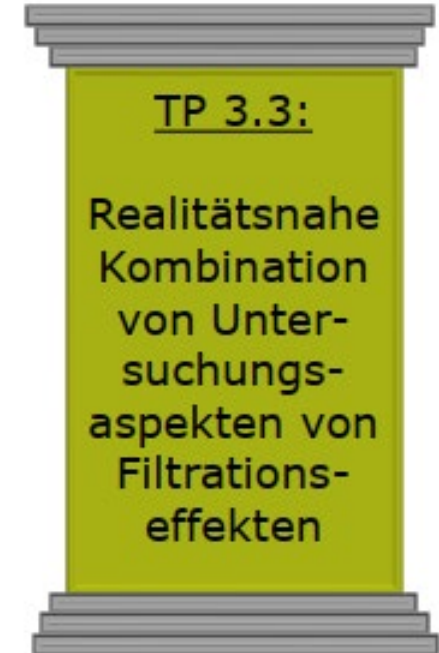 TP 3.3:
Realitätsnahe
Kombination
von Unter-
suchungs-
aspekten von
Filtrations-
effekten